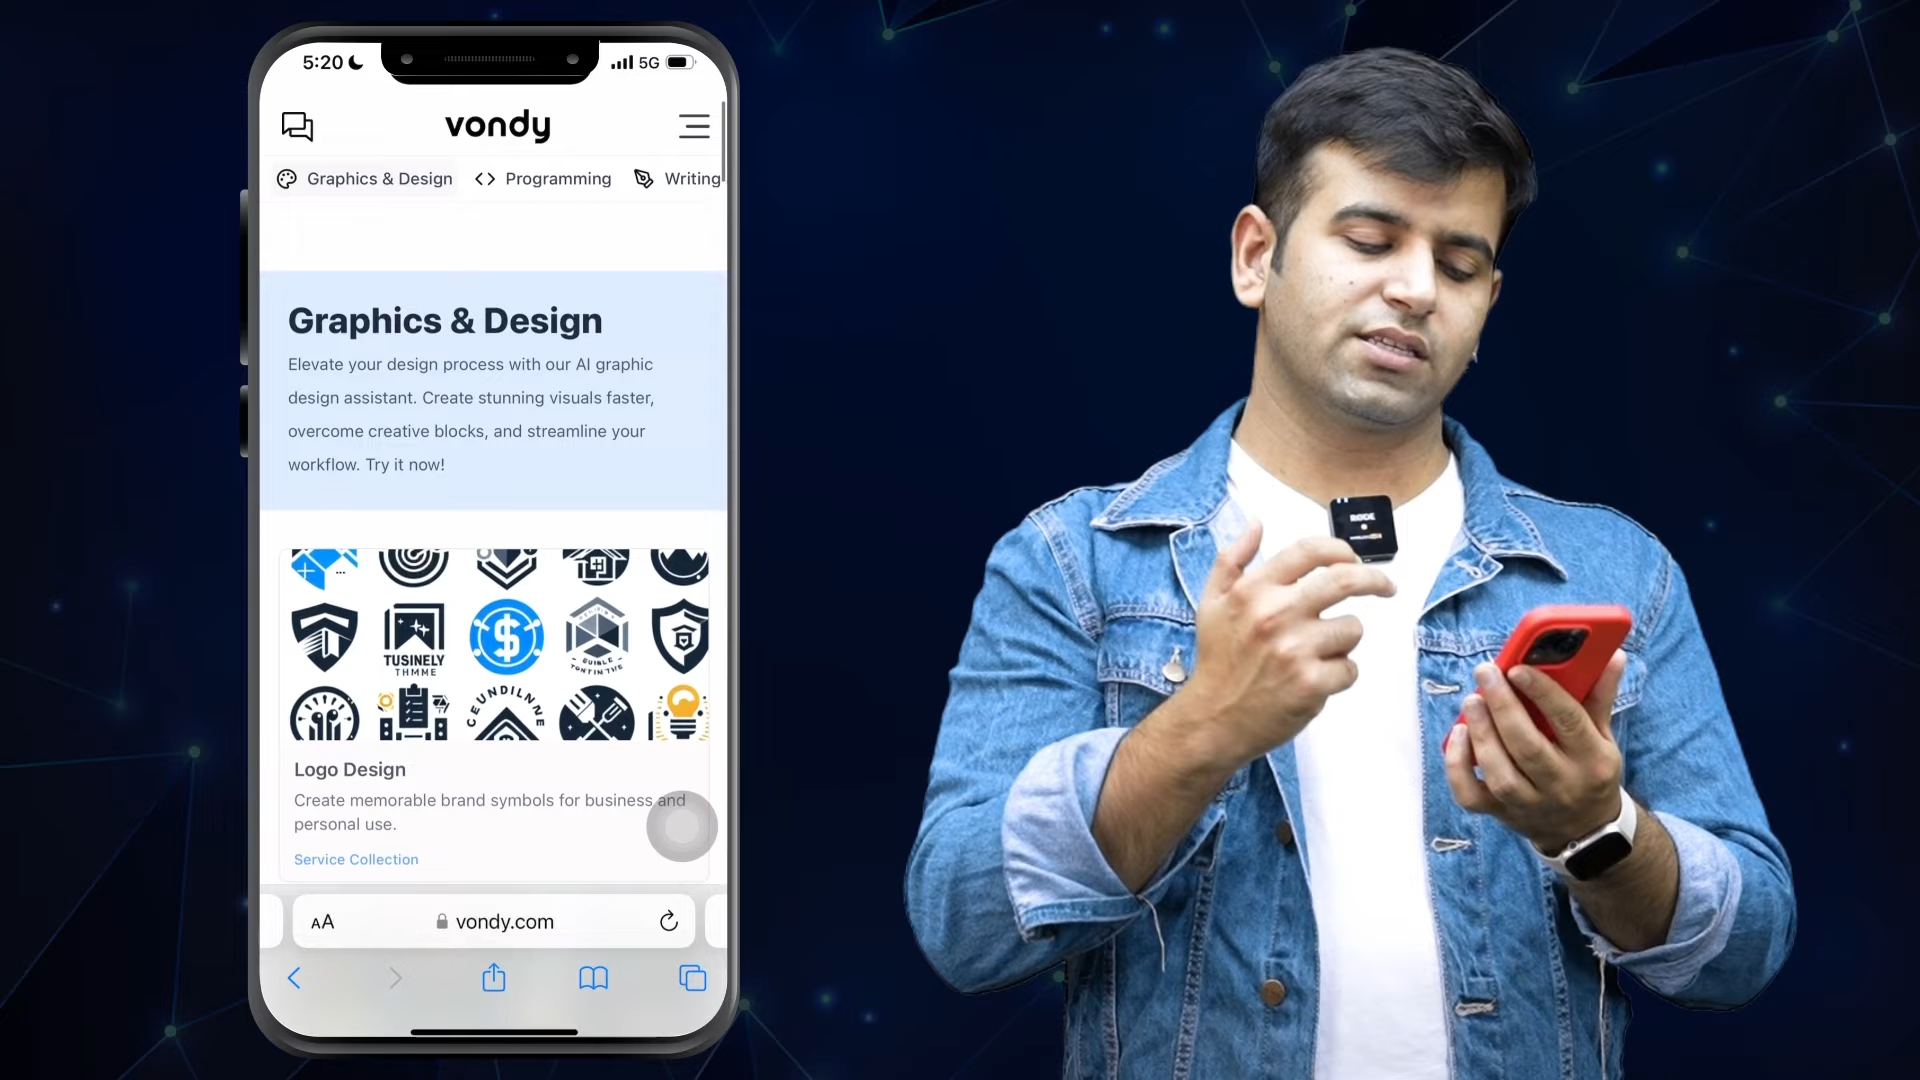 5:20
5G
vondy
Graphics & Design
Programming
Writing
Graphics & Design
Elevate your design process with our AI graphic
design assistant. Create stunning visuals faster,
overcome creative blocks, and streamline your
workflow. Try it now!
TUSINELY
THMME
CEUNDILNNE
Logo Design
Create memorable brand symbols for business and
personal use.
Service Collection
AA
vondy.com
RØDE